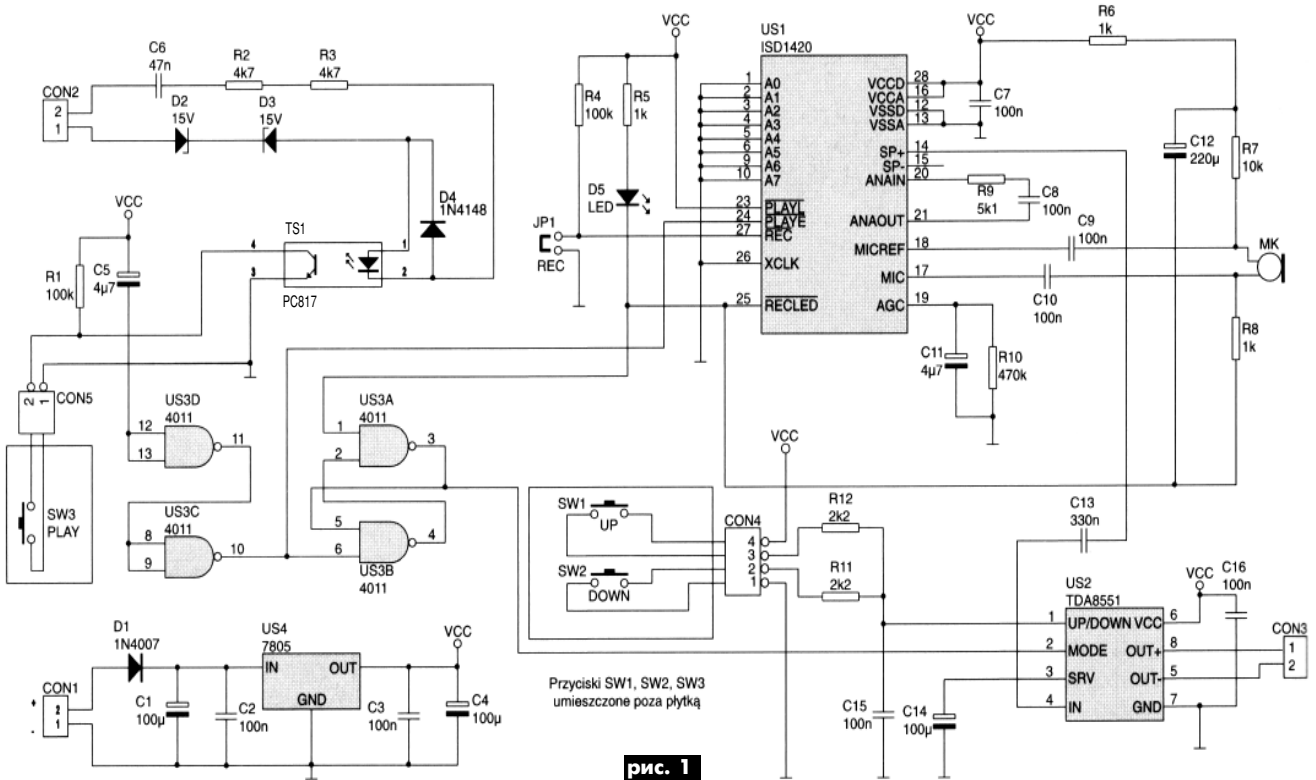 C6
47n
R2
4k7
R3
4k7
CON2
2
1
D2
15V
D3
15V
D4
1N4148
VCC
R1
100k
C5
4µ7
TS1
4
3
1
2
PC817
2
1
CON5
SW3
PLAY
US3D
4011
12
13
11
US3C
4011
8
9
10
US3A
4011
1
2
3
5
6
4
US3B
4011
VCC
R4
100k
R5
1k
D5
LED
JP1
REC
US1
ISD1420
1
2
3
4
5
6
9
10
A0
A1
A2
A3
A4
A5
A6
A7
23
24
27
PLAYL
PLAYE
REC
26
XCLK
25
RECLED
VCCD
VCCA
VSSD
VSSA
28
16
12
13
SP+
14
SP-
15
ANAIN
20
ANAOUT
21
MICREF
18
MIC
17
AGC
19
VCC
C7
100n
R6
1k
C12
220µ
R7
10k
R9
5k1
C8
100n
C9
100n
C10
100n
MK
R8
1k
C11
4µ7
R10
470k
SW1
UP
SW2
DOWN
CON4
4
3
2
1
VCC
R12
2k2
R11
2k2
C13
330n
US2
TDA8551
1
2
3
4
UP/DOWN
VCC
MODE
OUT+
SRV
OUT-
IN
GND
6
8
5
7
VCC
C16
100n
CON3
1
2
C15
100n
C14
100µ
D1
1N4007
CON1
+
2
1
-
C1
100µ
C2
100n
US4
7805
IN
OUT
GND
C3
100n
VCC
C4
100µ
Przyciski SW1, SW2, SW3
umieszczone poza płytką
рис. 1